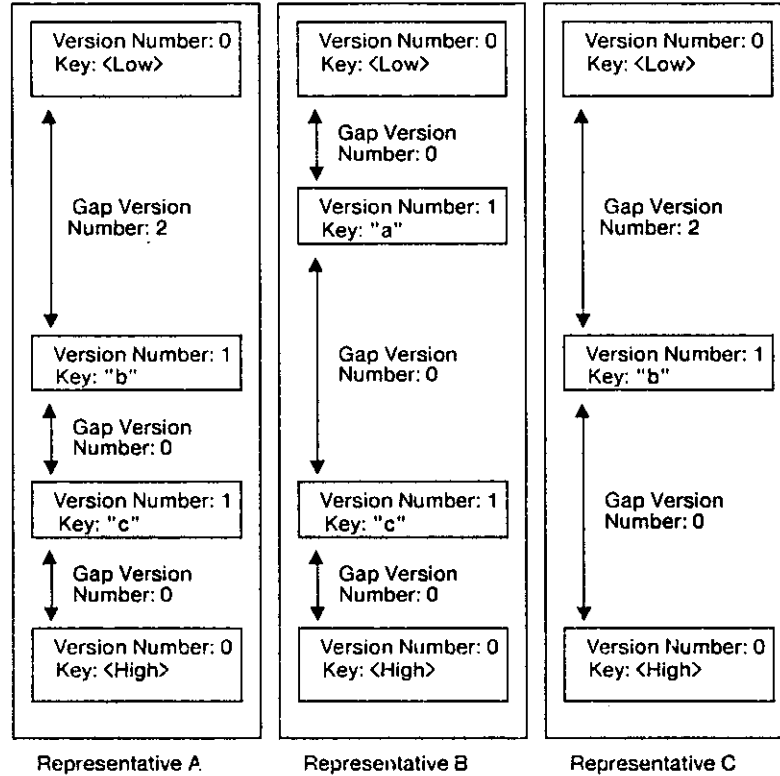 Version Number: 0
Key: <Low>
Gap Version
Number: 2
Version Number: 1
Key: "b"
Gap Version
Number: 0
Version Number: 1
Key: "c"
Gap Version
Number: 0
Version Number: 0
Key: <High>
Representative A
Version Number: 0
Key: <Low>
Gap Version
Number: 0
Version Number: 1
Key: "a"
Gap Version
Number: 0
Version Number: 1
Key: "c"
Gap Version
Number: 0
Version Number: 0
Key: <High>
Representative B
Version Number: 0
Key: <Low>
Gap Version
Number: 2
Version Number: 1
Key: "b"
Gap Version
Number: 0
Version Number: 0
Key: <High>
Representative C